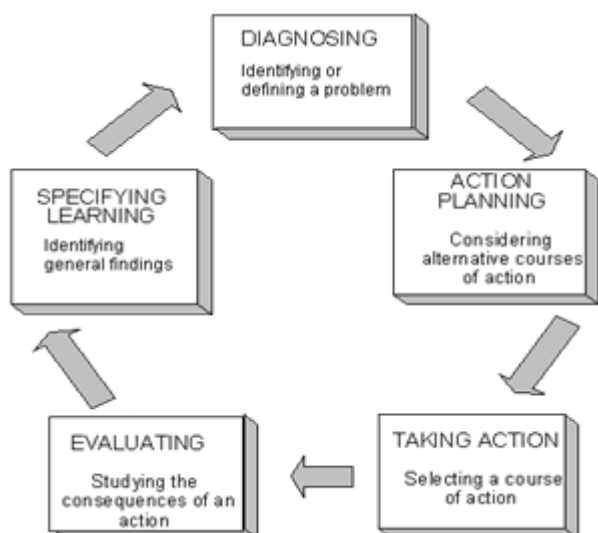 DIAGNOSING
Identifying or
defining a problem
ACTION
PLANNING
Considering
alternative courses
of action
TAKING ACTION
Selecting a course
of action
EVALUATING
Studying the
consequences of an
action
SPECIFYING
LEARNING
Identifying
general findings